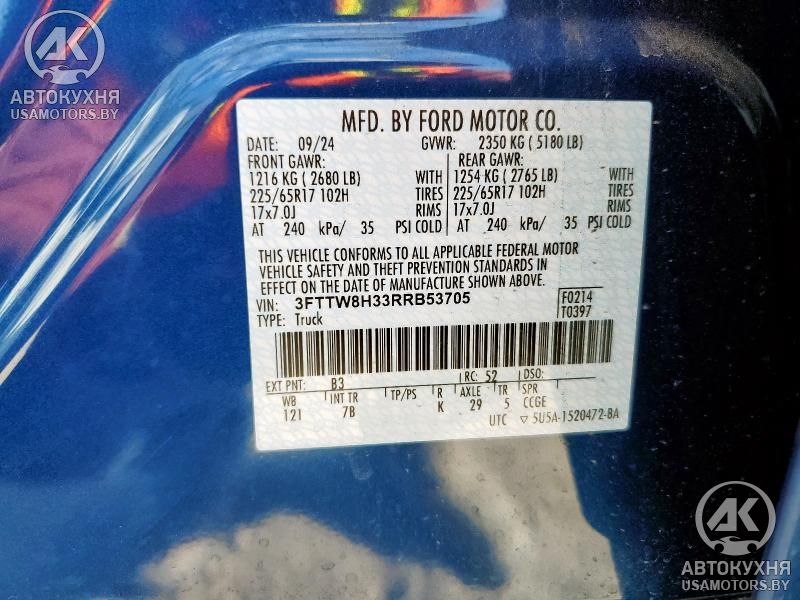 АВТОКУХНЯ
USAMOTORS.BY
MFD. BY FORD MOTOR CO.
DATE: 09/24 GVWR: 2350 KG ( 5180 LB)
FRONT GAWR: REAR GAWR:
1216 KG ( 2680 LB) WITH 1254 KG ( 2765 LB) WITH
225/65R17 102H TIRES 225/65R17 102H TIRES
17x7.0J RIMS 17x7.0J RIMS
AT 240 kPa/ 35 PSI COLD AT 240 kPa/ 35 PSI COLD
THIS VEHICLE CONFORMS TO ALL APPLICABLE FEDERAL MOTOR
VEHICLE SAFETY AND THEFT PREVENTION STANDARDS IN
EFFECT ON THE DATE OF MANUFACTURE SHOWN ABOVE.
VIN: 3FTTW8H33RRB53705 F0214
TYPE: Truck T0397
EXT PNT: B3 RC: 52 DSO:
WB INT TR TP/PS R AXLE TR SPR
121 7B K 29 5 CCGE
UTC ▽ 5U5A-1520472-BA
АК
АВТОКУХНЯ
USAMOTORS.BY